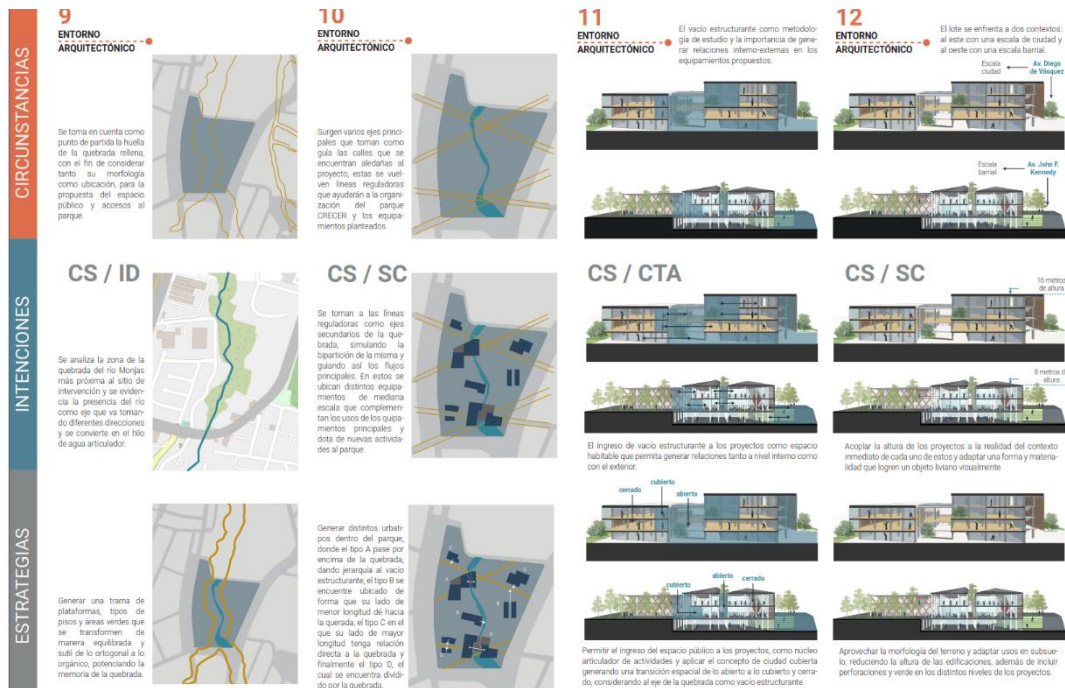 CIRCUNSTANCIAS
INTENCIONES
ESTRATEGIAS
9
ENTORNO
ARQUITECTÓNICO
Se toma en cuenta como
punto de partida la huella
de la quebrada rellena,
con el fin de considerar
tanto su morfología
como ubicación, para la
propuesta del espacio
público y accesos al
parque.
CS / ID
Se analiza la zona de la
quebrada del río Monjas
más próxima al sitio de
intervención y se eviden-
cia la presencia del río
como eje que va toman-
do diferentes direcciones
y se convierte en el hilo
de agua articulador.
Generar una trama de
plataformas, tipos de
pisos y áreas verdes que
se transformen de
manera equilibrada y
sutil de lo ortogonal a lo
orgánico, potenciando la
memoria de la quebrada.
10
ENTORNO
ARQUITECTÓNICO
Surgen varios ejes princi-
pales que toman como
guía las calles que se
encuentran aledañas al
proyecto, estas se vuel-
ven líneas reguladoras
que ayudarán a la organi-
zación del parque
CRECER y los equipa-
mientos planteados.
CS / SC
Se toman a las líneas
reguladoras como ejes
secundarios de la que-
brada, simulando la
bipartición de la misma y
guiando así los flujos
principales. En estos se
ubican distintos equipa-
mientos de mediana
escala que complemen-
tan los usos de los quipa-
mientos principales y
dota de nuevas activida-
des al parque.
Generar distintos urbati-
pos dentro del parque,
donde el tipo A pase por
encima de la quebrada,
dando jerarquía al vacío
estructurante, el tipo B se
encuentre ubicado de
forma que su lado de
menor longitud dé hacia
la querada, el tipo C en el
que su lado de mayor
longitud tenga relación
directa a la quebrada y
finalmente el tipo D, el
cual se encuentra dividi-
do por la quebrada.
11
ENTORNO
ARQUITECTÓNICO
El vacío estructurante como metodolo-
gía de estudio y la importancia de gene-
rar relaciones interno-externas en los
equipamientos propuestos.
CS / CTA
El ingreso de vacío estructurante a los proyectos como espacio
habitable que permita generar relaciones tanto a nivel interno como
con el exterior.
cerrado
cubierto
abierto
cubierto
abierto
cerrado
Permitir el ingreso del espacio público a los proyectos, como núcleo
articulador de actividades y aplicar el concepto de ciudad cubierta
generando una transición espacial de lo abierto a lo cubierto y cerra-
do, considerando al eje de la quebrada como vacío estructurante.
12
ENTORNO
ARQUITECTÓNICO
El lote se enfrenta a dos contextos:
al este con una escala de ciudad y
al oeste con una escala barrial.
Escala
ciudad
Av. Diego
de Vásquez
Escala
barrial
Av. John F.
Kennedy
CS / SC
16 metros
de altura
8 metros de
altura
Acoplar la altura de los proyectos a la realidad del contexto
inmediato de cada uno de estos y adaptar una forma y materia-
lidad que logren un objeto liviano visualmente.
Aprovechar la morfología del terreno y adaptar usos en subsue-
lo, reduciendo la altura de las edificaciones, además de incluir
perforaciones y verde en los distintos niveles de los proyectos.